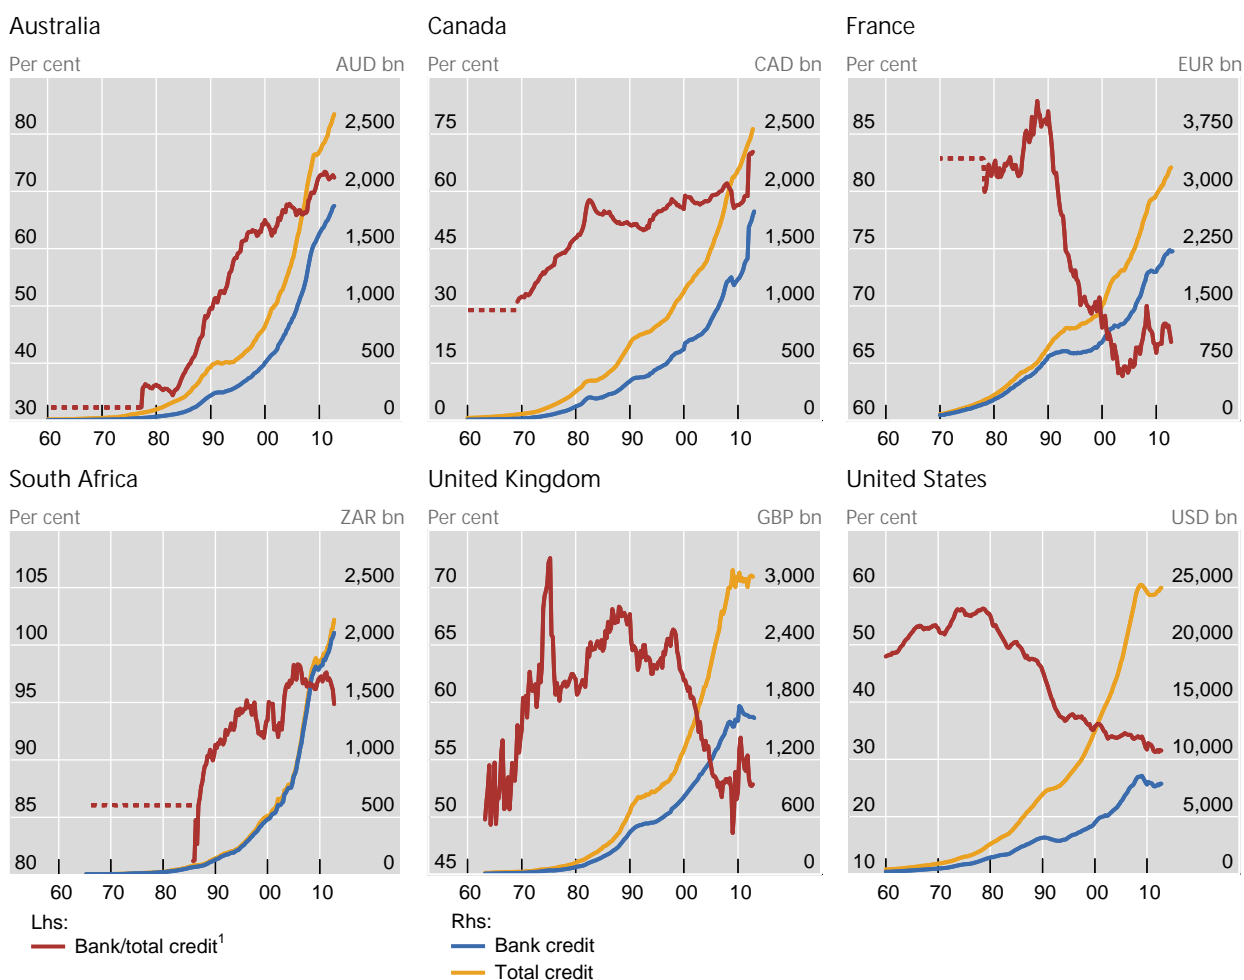 Australia
Per cent AUD bn
80 2,500
70 2,000
60 1,500
50 1,000
40 500
30 0
60 70 80 90 00 10
Canada
Per cent CAD bn
75 2,500
60 2,000
45 1,500
30 1,000
15 500
0 0
60 70 80 90 00 10
France
Per cent EUR bn
85 3,750
80 3,000
75 2,250
70 1,500
65 750
60 0
60 70 80 90 00 10
South Africa
Per cent ZAR bn
105 2,500
100 2,000
95 1,500
90 1,000
85 500
80 0
60 70 80 90 00 10
United Kingdom
Per cent GBP bn
70 3,000
65 2,400
60 1,800
55 1,200
50 600
45 0
60 70 80 90 00 10
United States
Per cent USD bn
60 25,000
50 20,000
40 15,000
30 10,000
20 5,000
10 0
60 70 80 90 00 10
Lhs:
Bank/total credit¹
Rhs:
Bank credit
Total credit